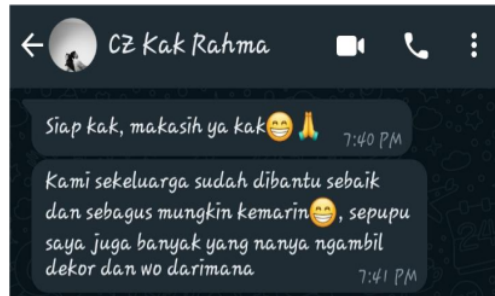 CZ Kak Rahma
Siap kak, makasih ya kak😁🙏
7:40 PM
Kami sekeluarga sudah dibantu sebaik
dan sebagus mungkin kemarin😁, sepupu
saya juga banyak yang nanya ngambil
dekor dan wo darimana
7:41 PM